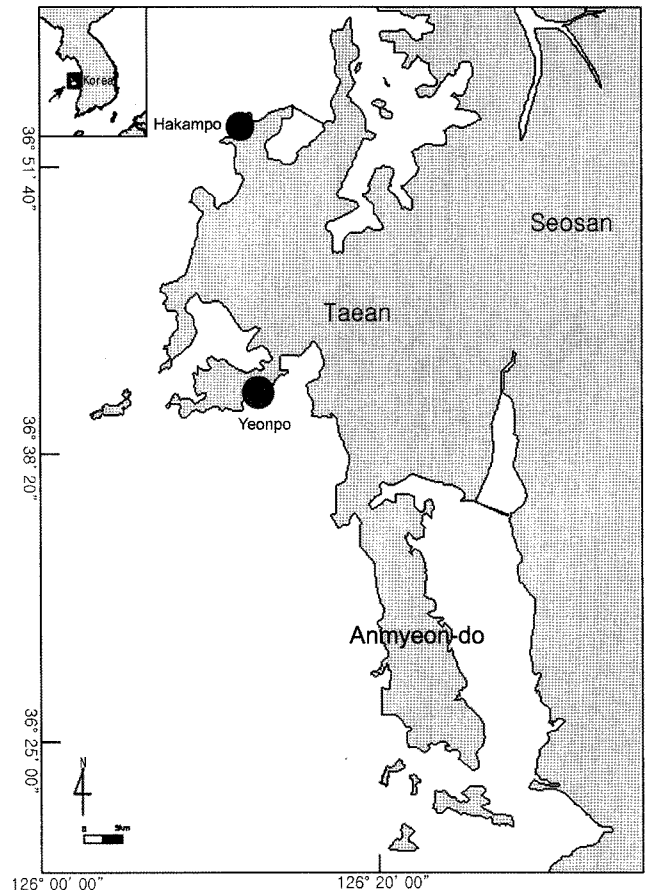 Korea
Hakampo
36° 51' 40"
Seosan
Taean
Yeonpo
36° 38' 20"
Anmyeon-do
36° 25' 00"
N
0 5km
126° 00' 00"
126° 20' 00"